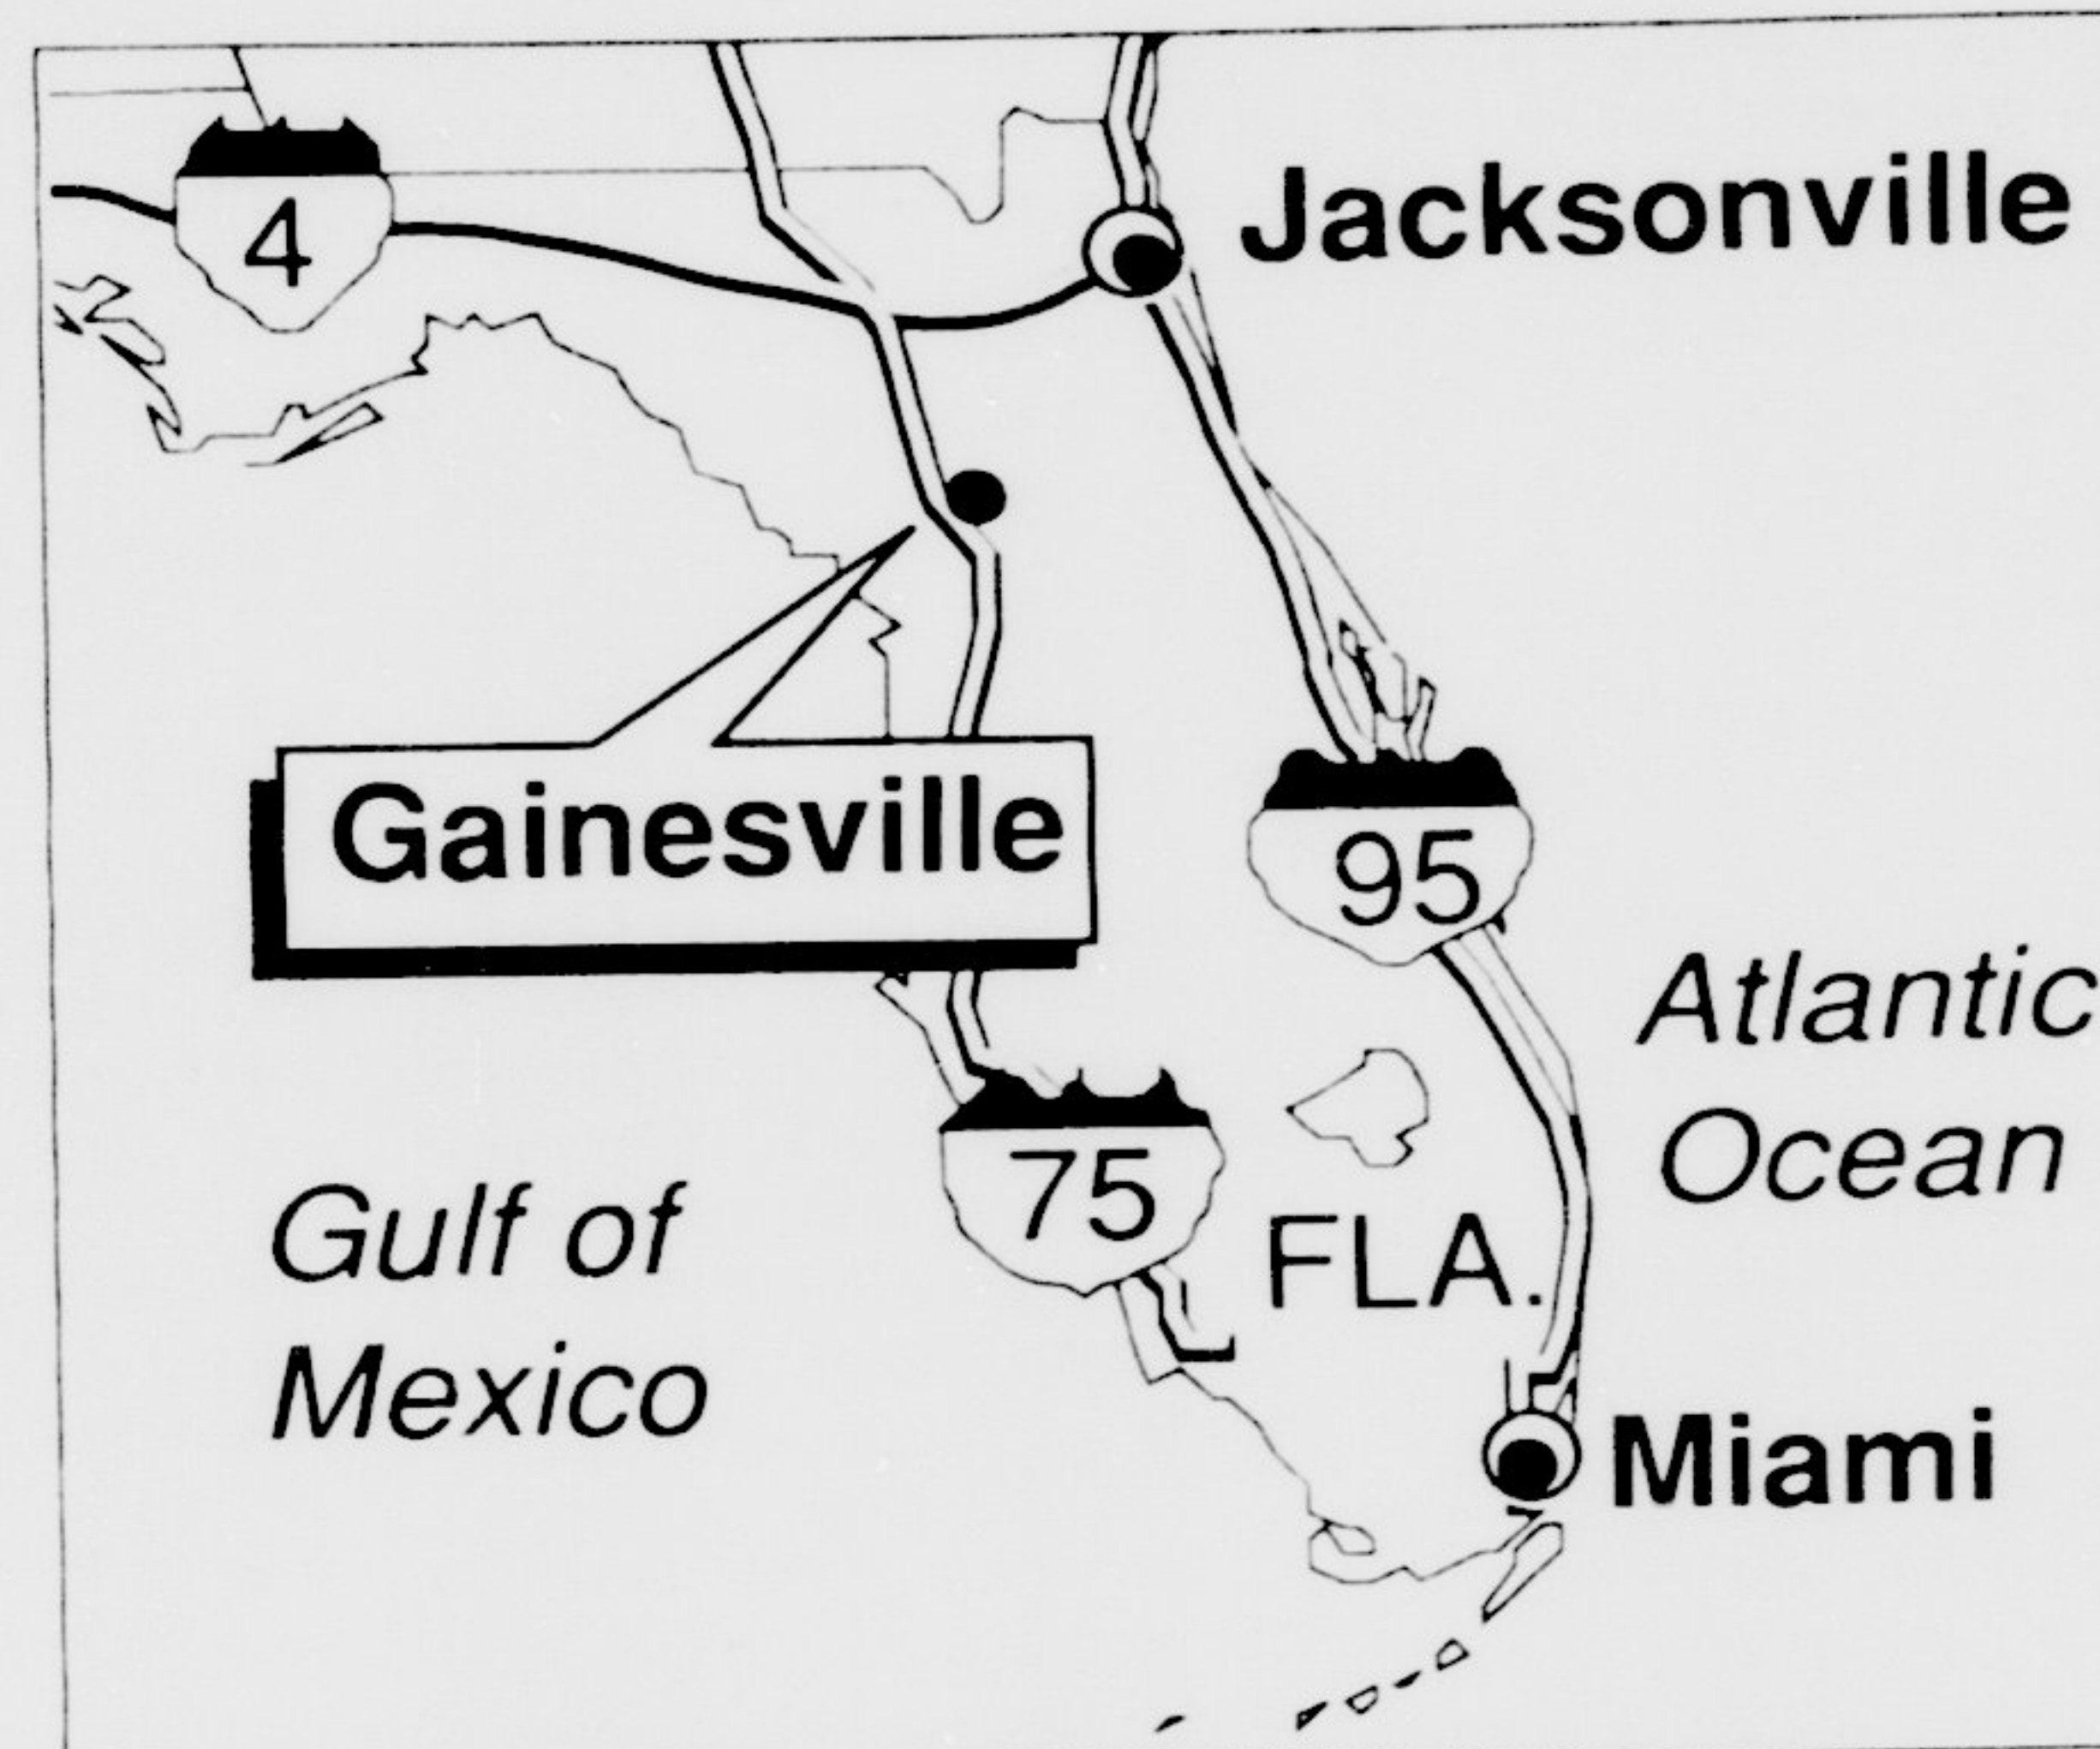 4
Jacksonville
Gainesville
95
Atlantic
Ocean
75
Gulf of
Mexico
FLA.
Miami